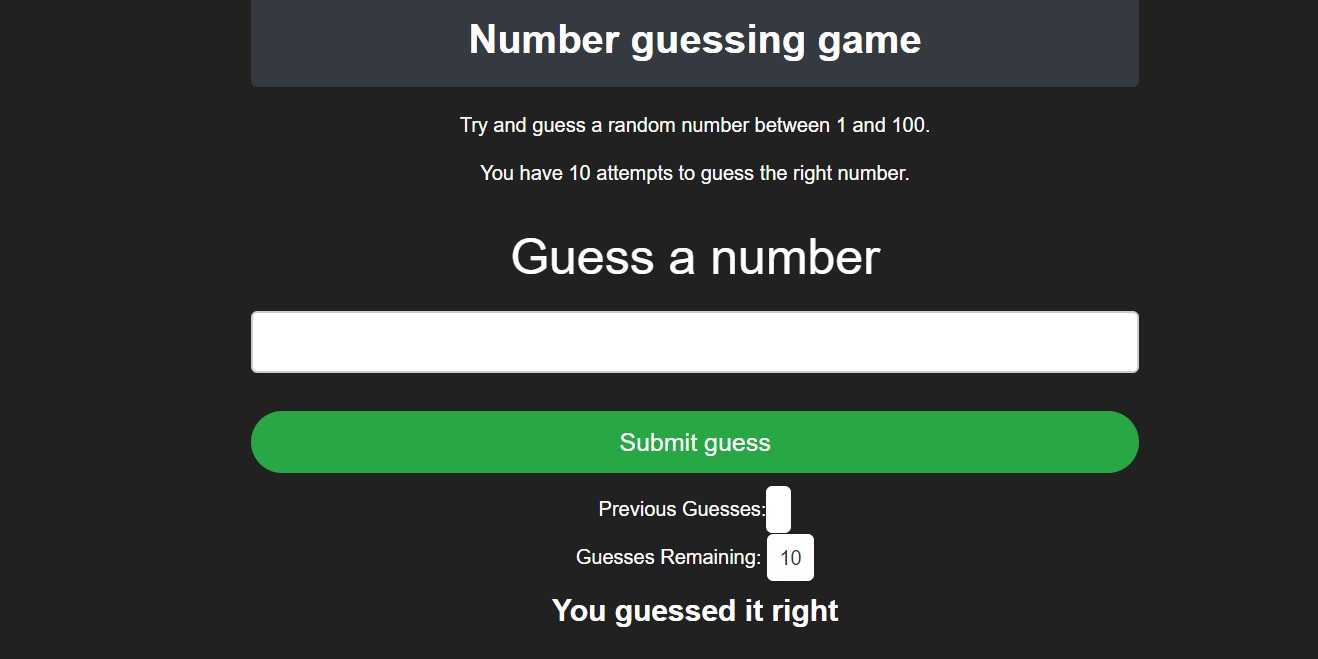 Number guessing game
Try and guess a random number between 1 and 100.
You have 10 attempts to guess the right number.
Guess a number
Submit guess
Previous Guesses:
Guesses Remaining: 10
You guessed it right